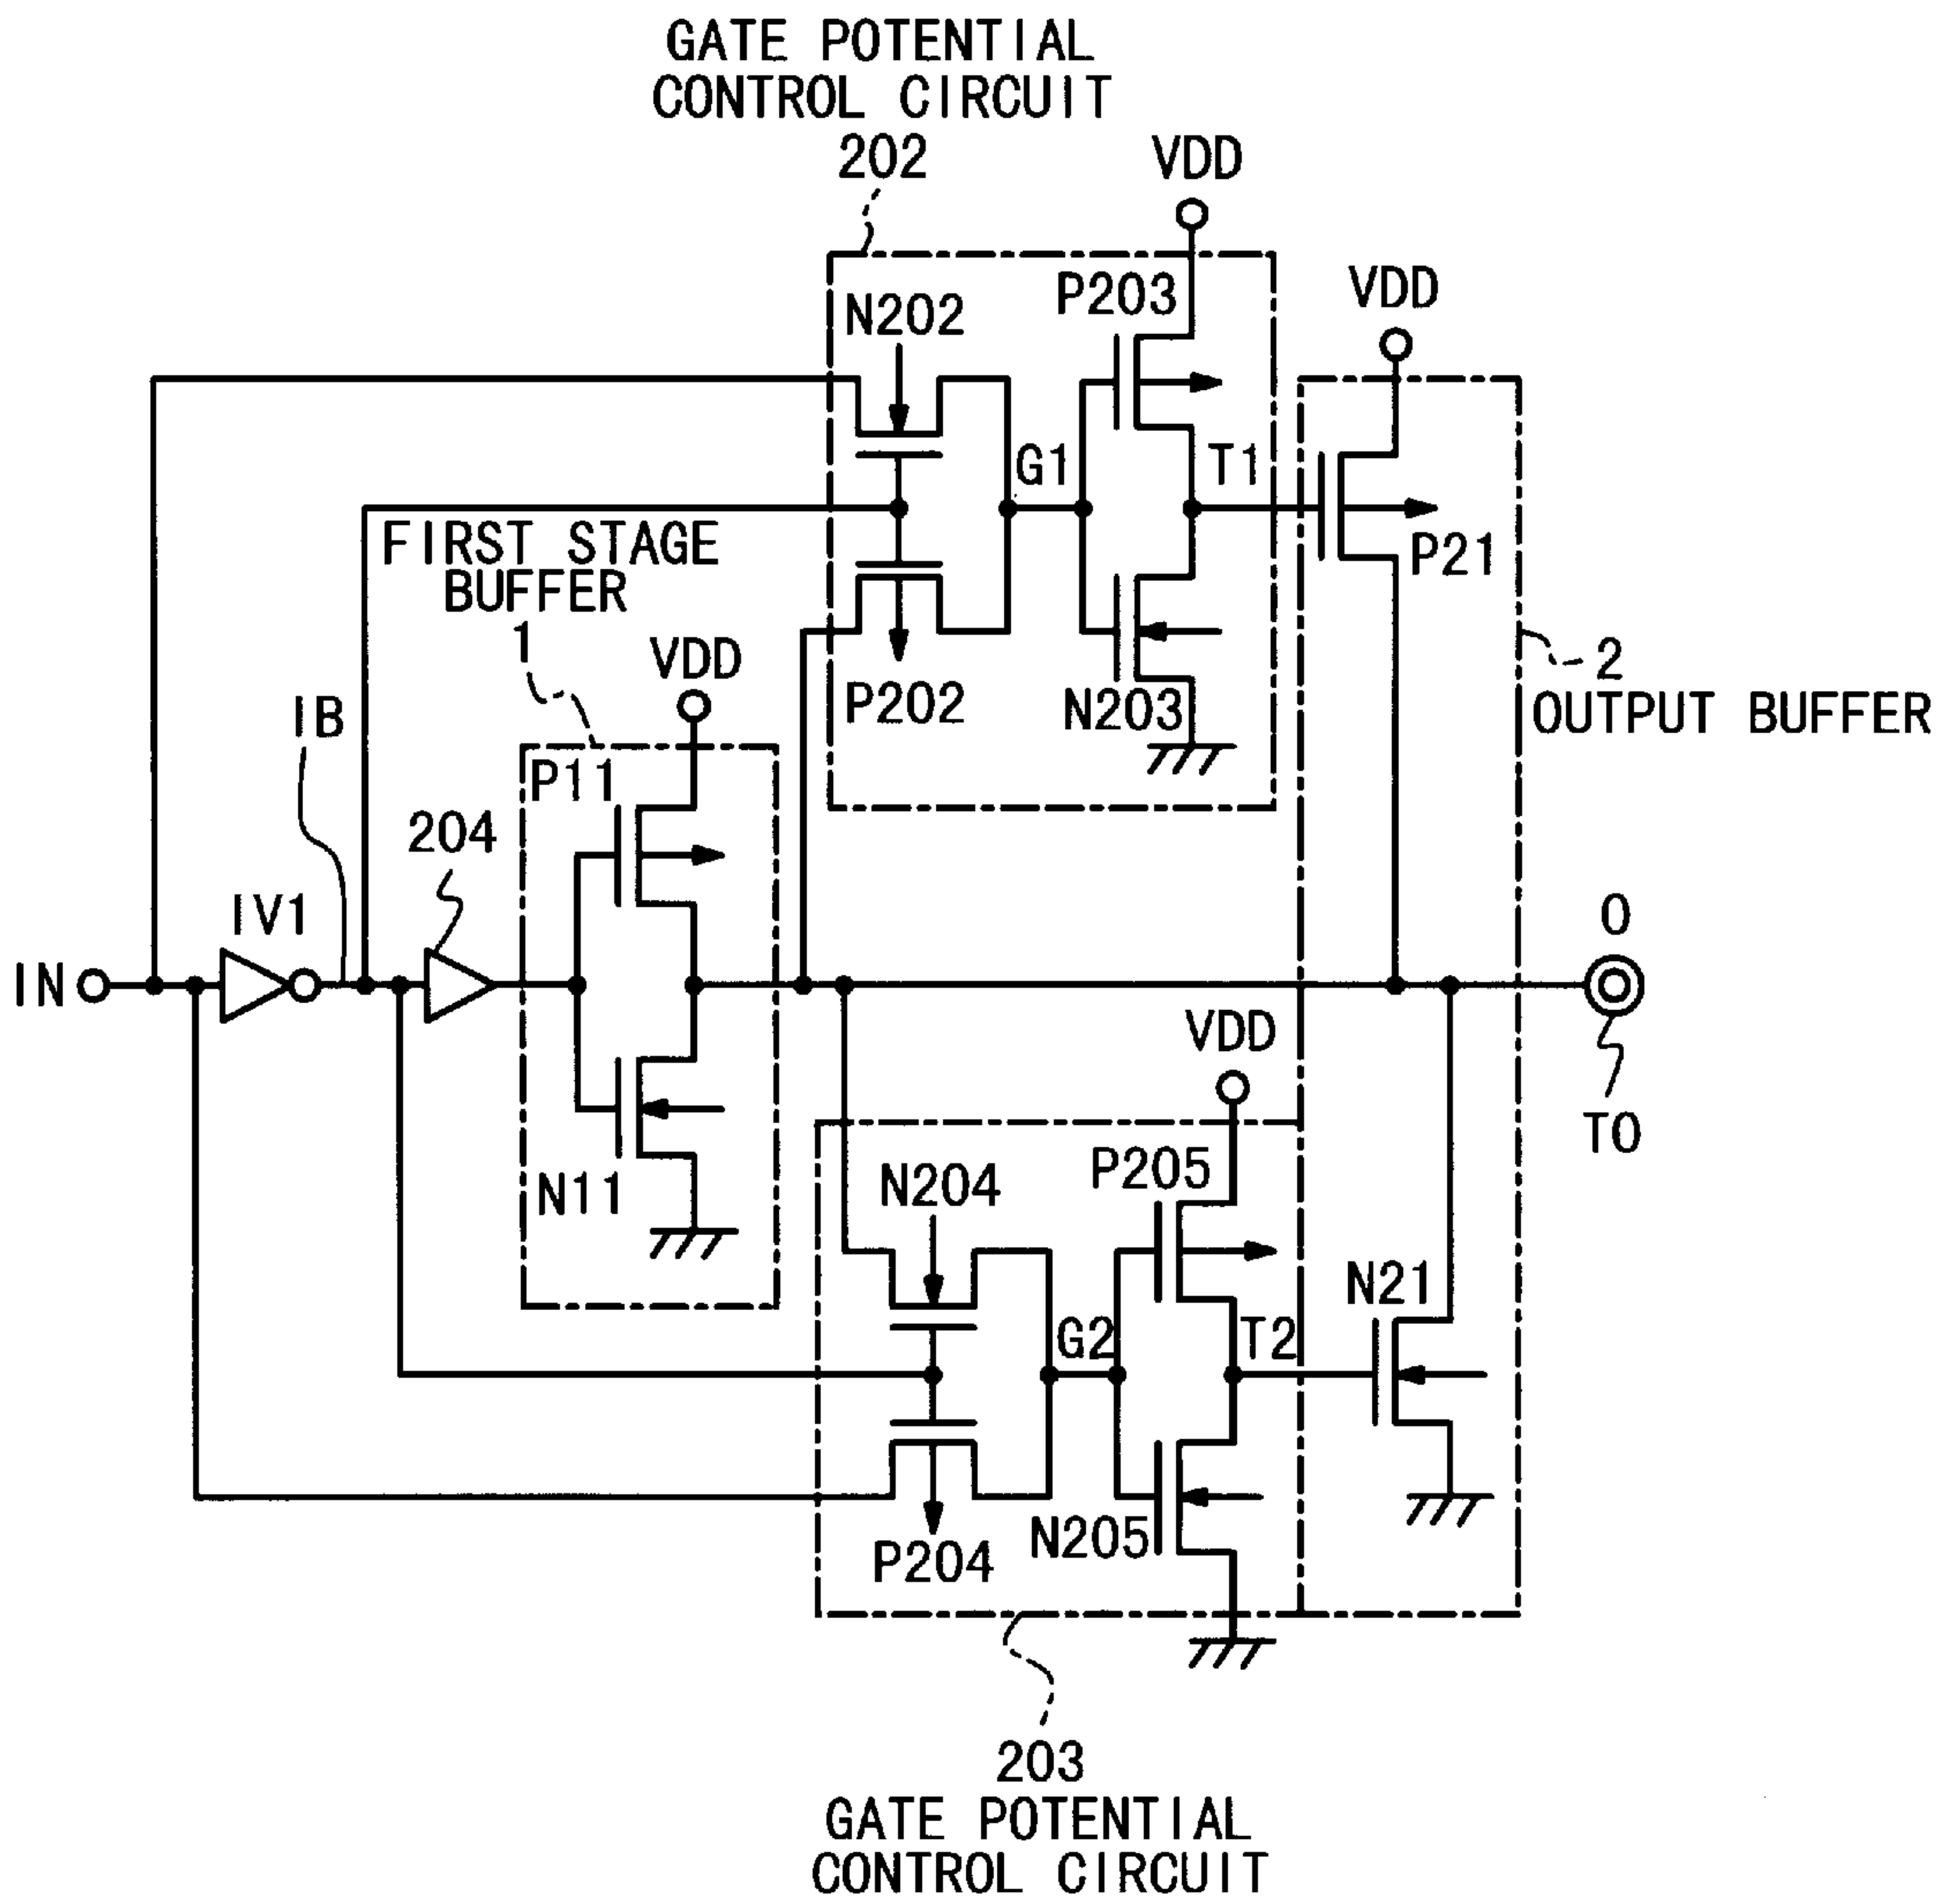 GATE POTENTIAL
CONTROL CIRCUIT
202
VDD
P203
VDD
N202
G1
T1
FIRST STAGE
BUFFER
1
P21
VDD
2
OUTPUT BUFFER
P202
N203
IB
P11
204
IV1
O
IN
VDD
TO
P205
N204
N11
N21
G2
T2
N205
P204
203
GATE POTENTIAL
CONTROL CIRCUIT